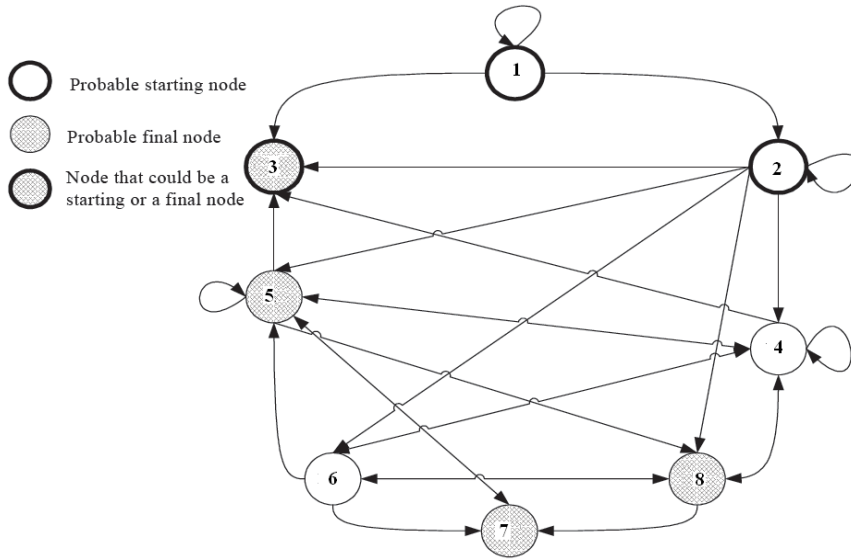 1
Probable starting node
Probable final node
3
2
Node that could be a
starting or a final node
5
4
6
8
7